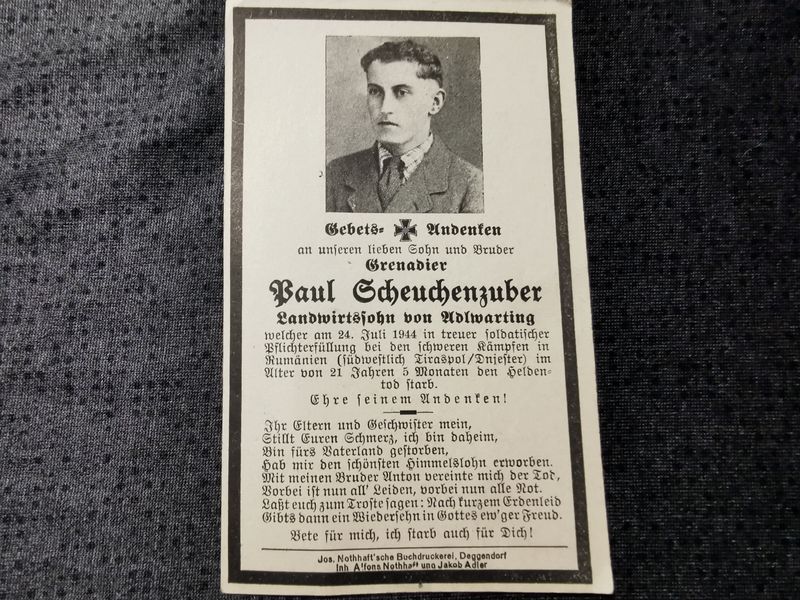 Gebets- Andenken
an unseren lieben Sohn und Bruder
Grenadier
Paul Scheuchenzuber
Landwirtssohn von Adlwarting
welcher am 24. Juli 1944 in treuer soldatischer
Pflichterfüllung bei den schweren Kämpfen in
Rumänien (südwestlich Tiraspol/Dnjester) im
Alter von 21 Jahren 5 Monaten den Helden-
tod starb.
Ehre seinem Andenken!
Ihr Eltern und Geschwister mein,
Stillt Euren Schmerz, ich bin daheim,
Bin fürs Vaterland gestorben,
Hab mir den schönsten Himmelslohn erworben.
Mit meinen Bruder Anton vereinte mich der Tod,
Vorbei ist nun all' Leiden, vorbei nun alle Not.
Laßt euch zum Troste sagen: Nach kurzem Erdenleid
Gibts dann ein Wiedersehn in Gottes ew'ger Freud.
Bete für mich, ich starb auch für Dich!
Jos. Nothhaft'sche Buchdruckerei, Deggendorf
Inh. Alfons Nothhaft und Jakob Adler